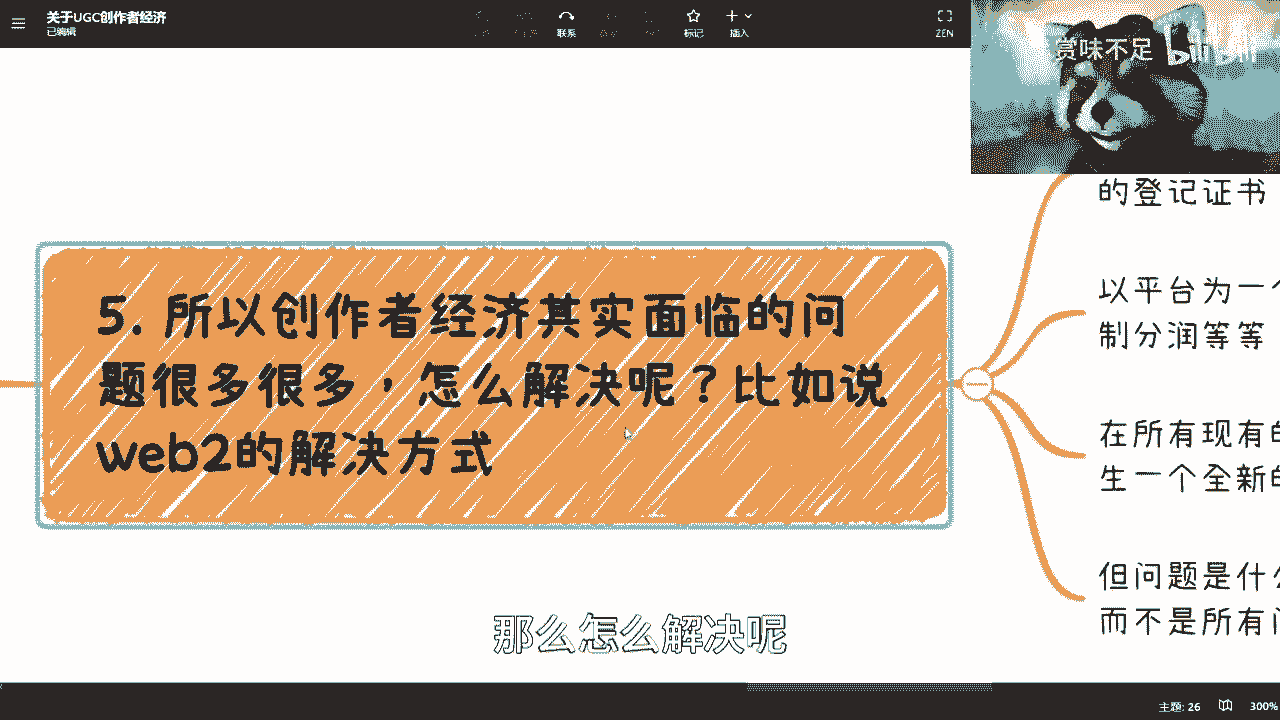 关于UGC创作者经济
已编辑
联系
标记
插入
ZEN
赏味不足 bilibili
的登记证书
以平台为一个
制分润等等
5. 所以创作者经济其实面临的问
题很多很多，怎么解决呢？比如说
web2的解决方式
在所有现有的
生一个全新的
但问题是什么
而不是所有
那么怎么解决呢
主题: 26
300%